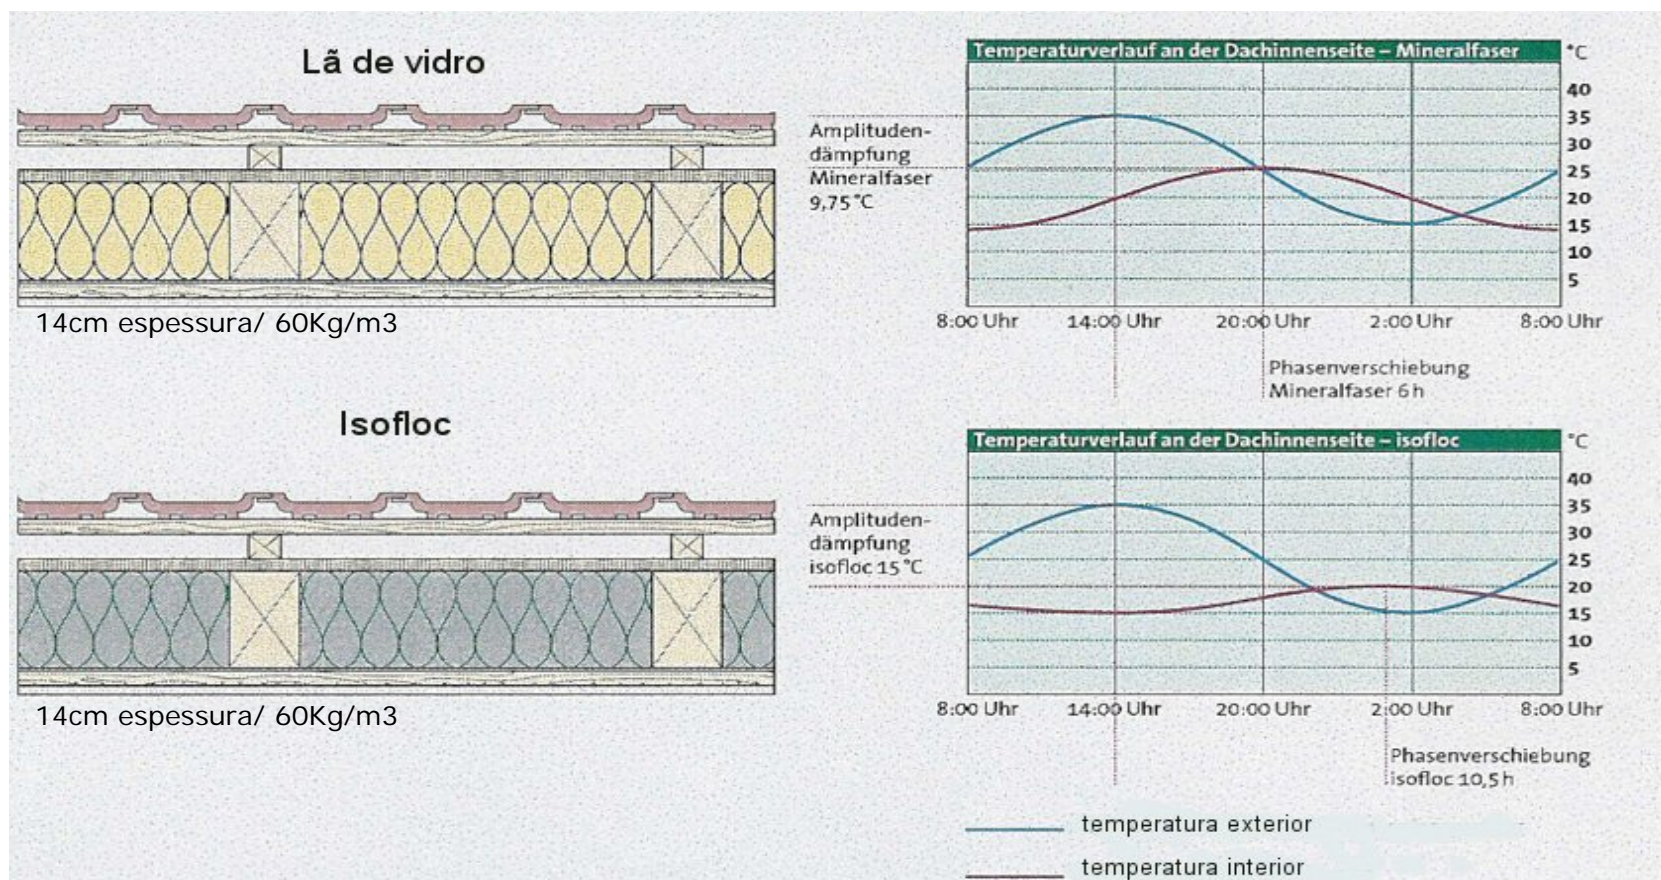 Lã de vidro
14cm espessura/ 60Kg/m3
Temperaturverlauf an der Dachinnenseite – Mineralfaser
°C
Amplituden-
dämpfung
Mineralfaser
9,75 °C
40
35
30
25
20
15
10
5
8:00 Uhr 14:00 Uhr 20:00 Uhr 2:00 Uhr 8:00 Uhr
Phasenverschiebung
Mineralfaser 6 h
Isofloc
14cm espessura/ 60Kg/m3
Temperaturverlauf an der Dachinnenseite – isofloc
°C
Amplituden-
dämpfung
isofloc 15 °C
40
35
30
25
20
15
10
5
8:00 Uhr 14:00 Uhr 20:00 Uhr 2:00 Uhr 8:00 Uhr
Phasenverschiebung
isofloc 10,5 h
temperatura exterior
temperatura interior